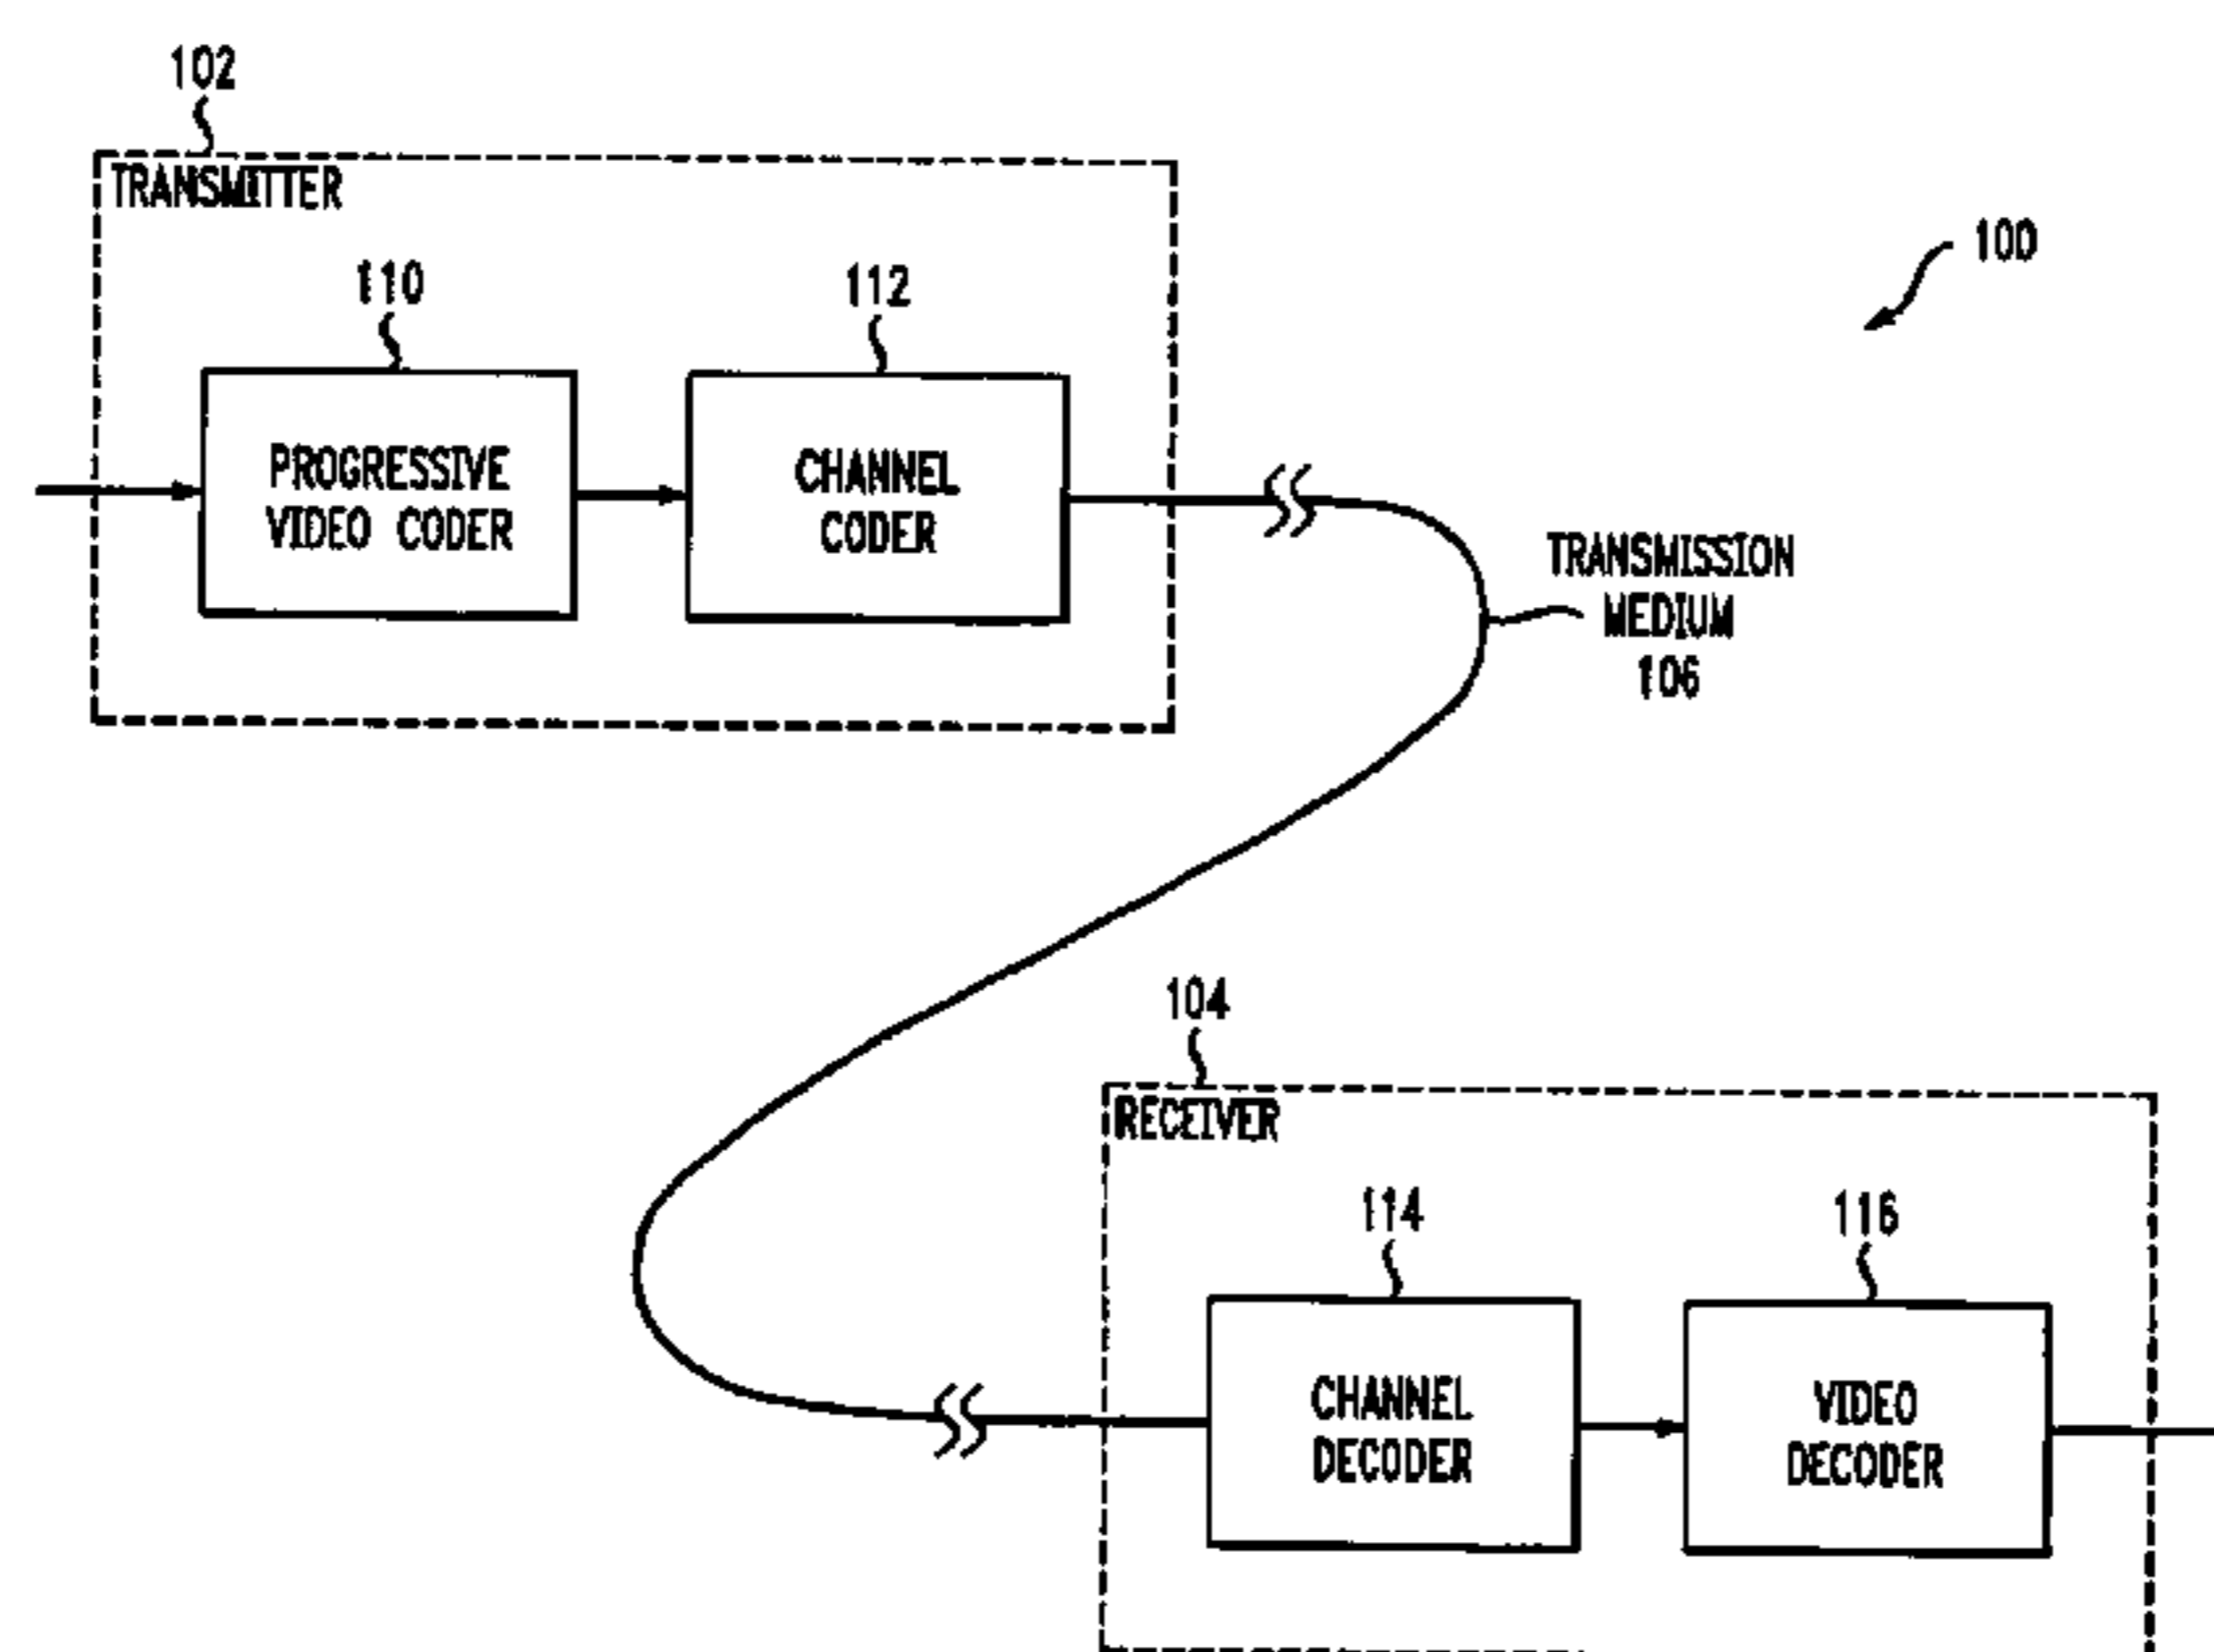 102
TRANSMITTER
100
110
112
PROGRESSIVE
VIDEO CODER
CHANNEL
CODER
TRANSMISSION
MEDIUM
106
104
RECEIVER
114
116
CHANNEL
DECODER
VIDEO
DECODER